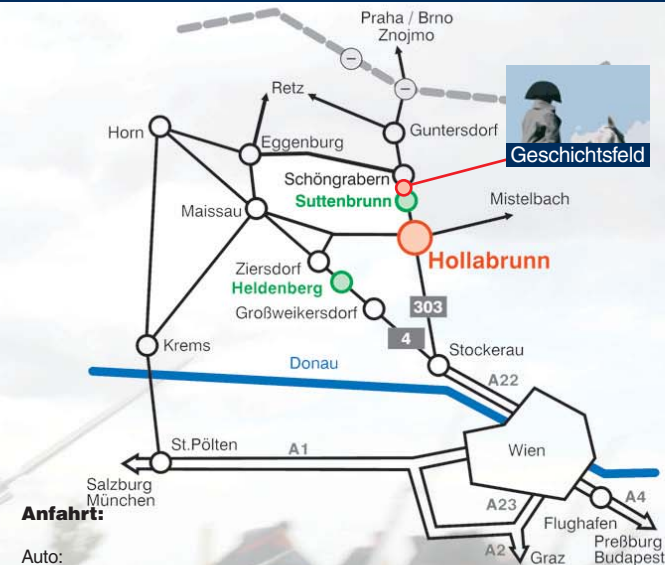 Praha / Brno
Znojmo
Retz
Horn
Guntersdorf
Eggenburg
Geschichtsfeld
Schöngrabern
Suttenbrunn
Mistelbach
Maissau
Hollabrunn
Ziersdorf
Heldenberg
Großweikersdorf
303
4
Krems
Stockerau
Donau
A22
St.Pölten
A1
Wien
Salzburg
München
A23
A4
Flughafen
Anfahrt:
Preßburg
Budapest
A2
Graz
Auto: